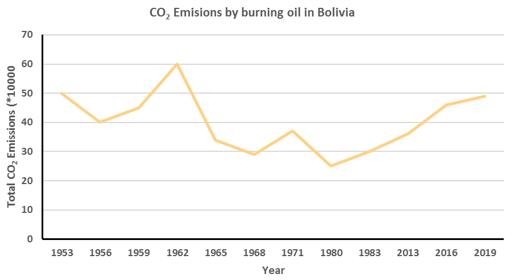 CO₂ Emisions by burning oil in Bolivia
Total CO₂ Emissions (*10000
70
60
50
40
30
20
10
0
1953 1956 1959 1962 1965 1968 1971 1980 1983 2013 2016 2019
Year